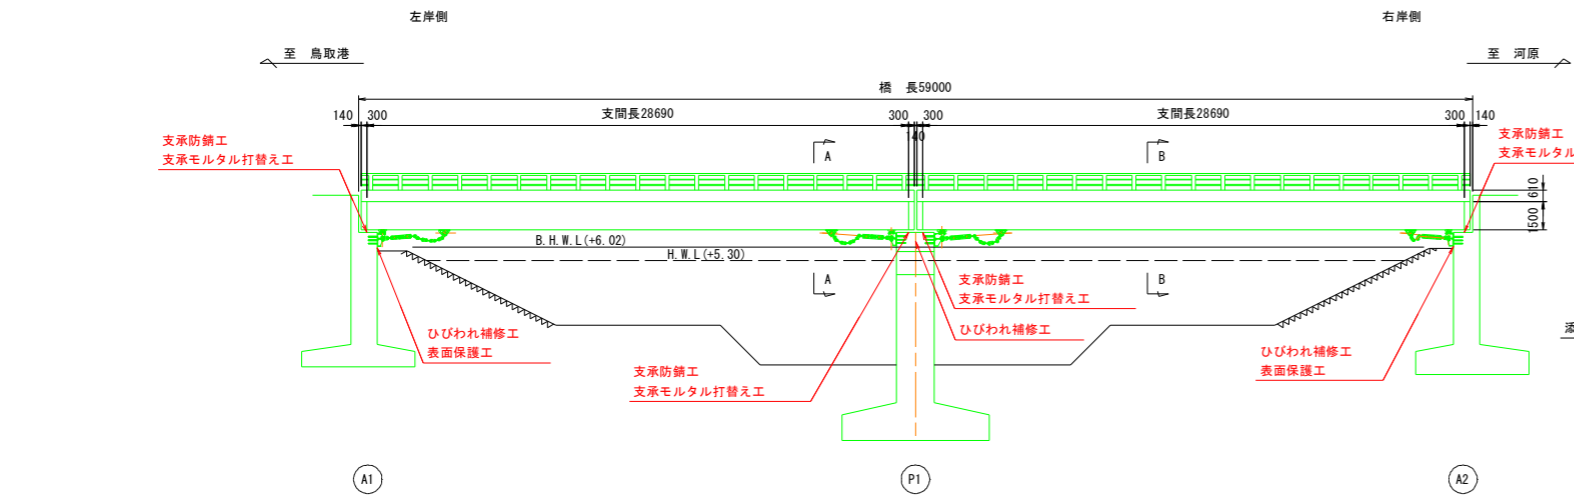 左岸側
右岸側
至 鳥取港
至 河原
橋 長59000
140 300 支間長28690 300 300 支間長28690 300 140
140
支承防錆工
支承モルタル打替え工
A
B
支承防錆工
支承モルタル
610
1500
B.H.W.L(+6.02)
H.W.L(+5.30)
A
B
支承防錆工
支承モルタル打替え工
ひびわれ補修工
表面保護工
ひびわれ補修工
ひびわれ補修工
表面保護工
支承防錆工
支承モルタル打替え工
A1
P1
A2